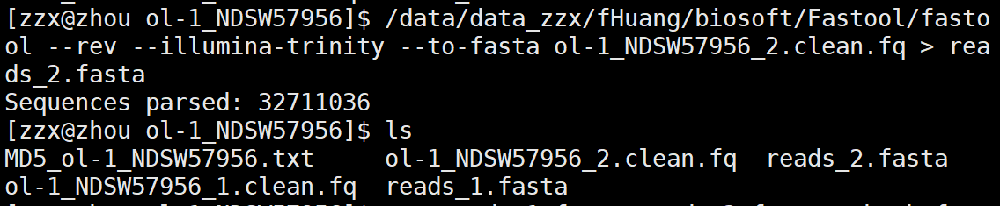 [zzx@zhou ol-1_NDSW57956]$ /data/data_zzx/fHuang/biosoft/Fastool/fasto
ol --rev --illumina-trinity --to-fasta ol-1_NDSW57956_2.clean.fq > rea
ds_2.fasta
Sequences parsed: 32711036
[zzx@zhou ol-1_NDSW57956]$ ls
MD5_ol-1_NDSW57956.txt     ol-1_NDSW57956_2.clean.fq  reads_2.fasta
ol-1_NDSW57956_1.clean.fq  reads_1.fasta